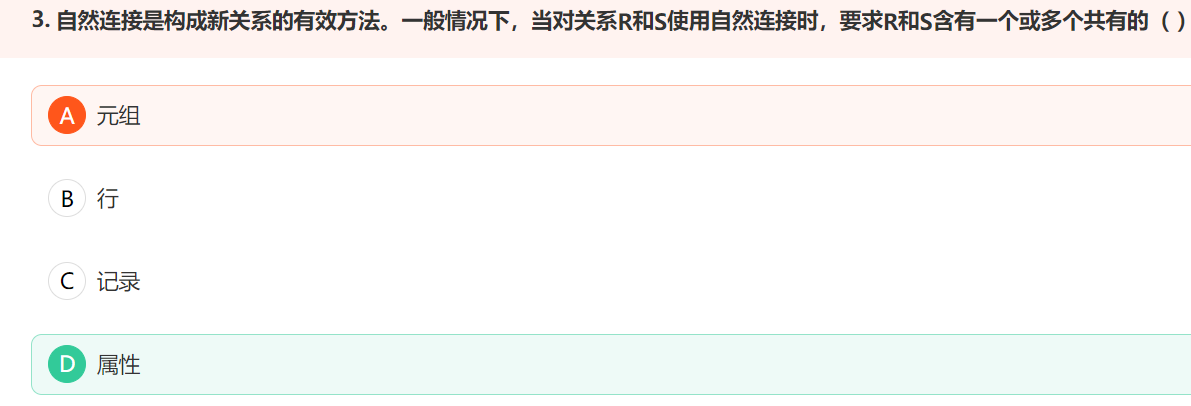 3. 自然连接是构成新关系的有效方法。一般情况下，当对关系R和S使用自然连接时，要求R和S含有一个或多个共有的（ ）
A 元组
B 行
C 记录
D 属性